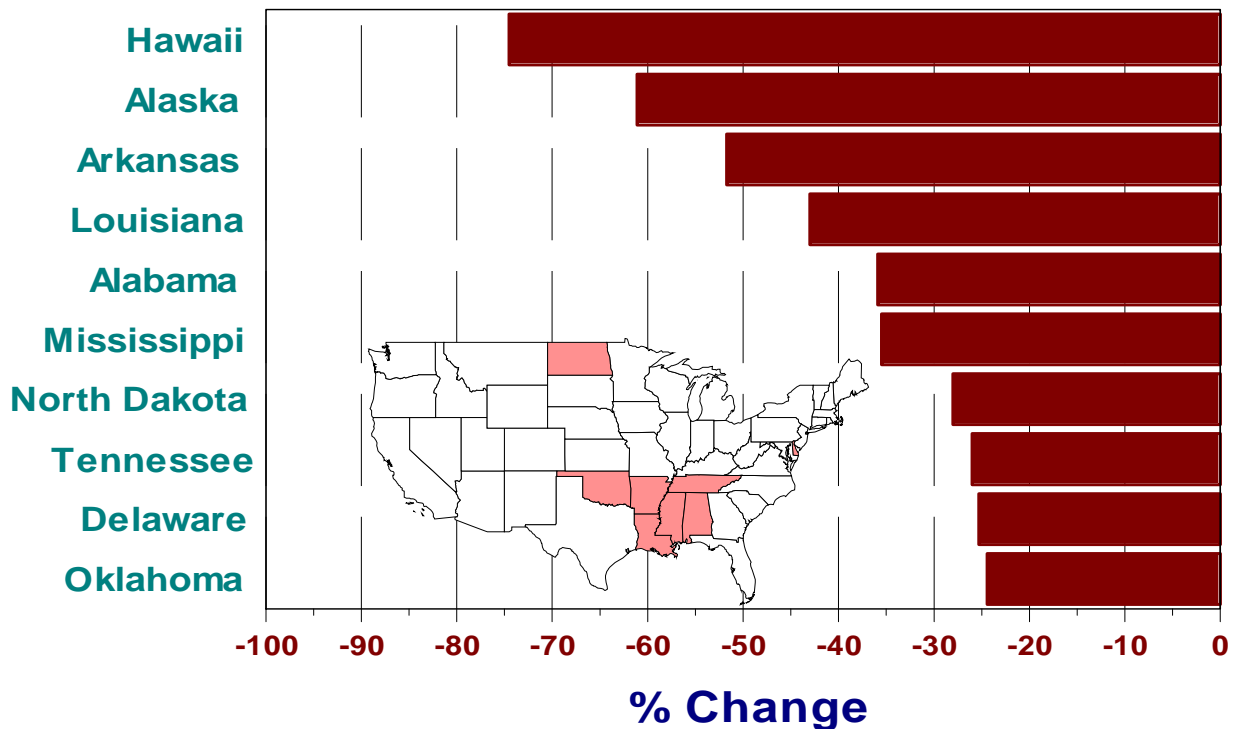 Hawaii
Alaska
Arkansas
Louisiana
Alabama
Mississippi
North Dakota
Tennessee
Delaware
Oklahoma
-100 -90 -80 -70 -60 -50 -40 -30 -20 -10 0
% Change